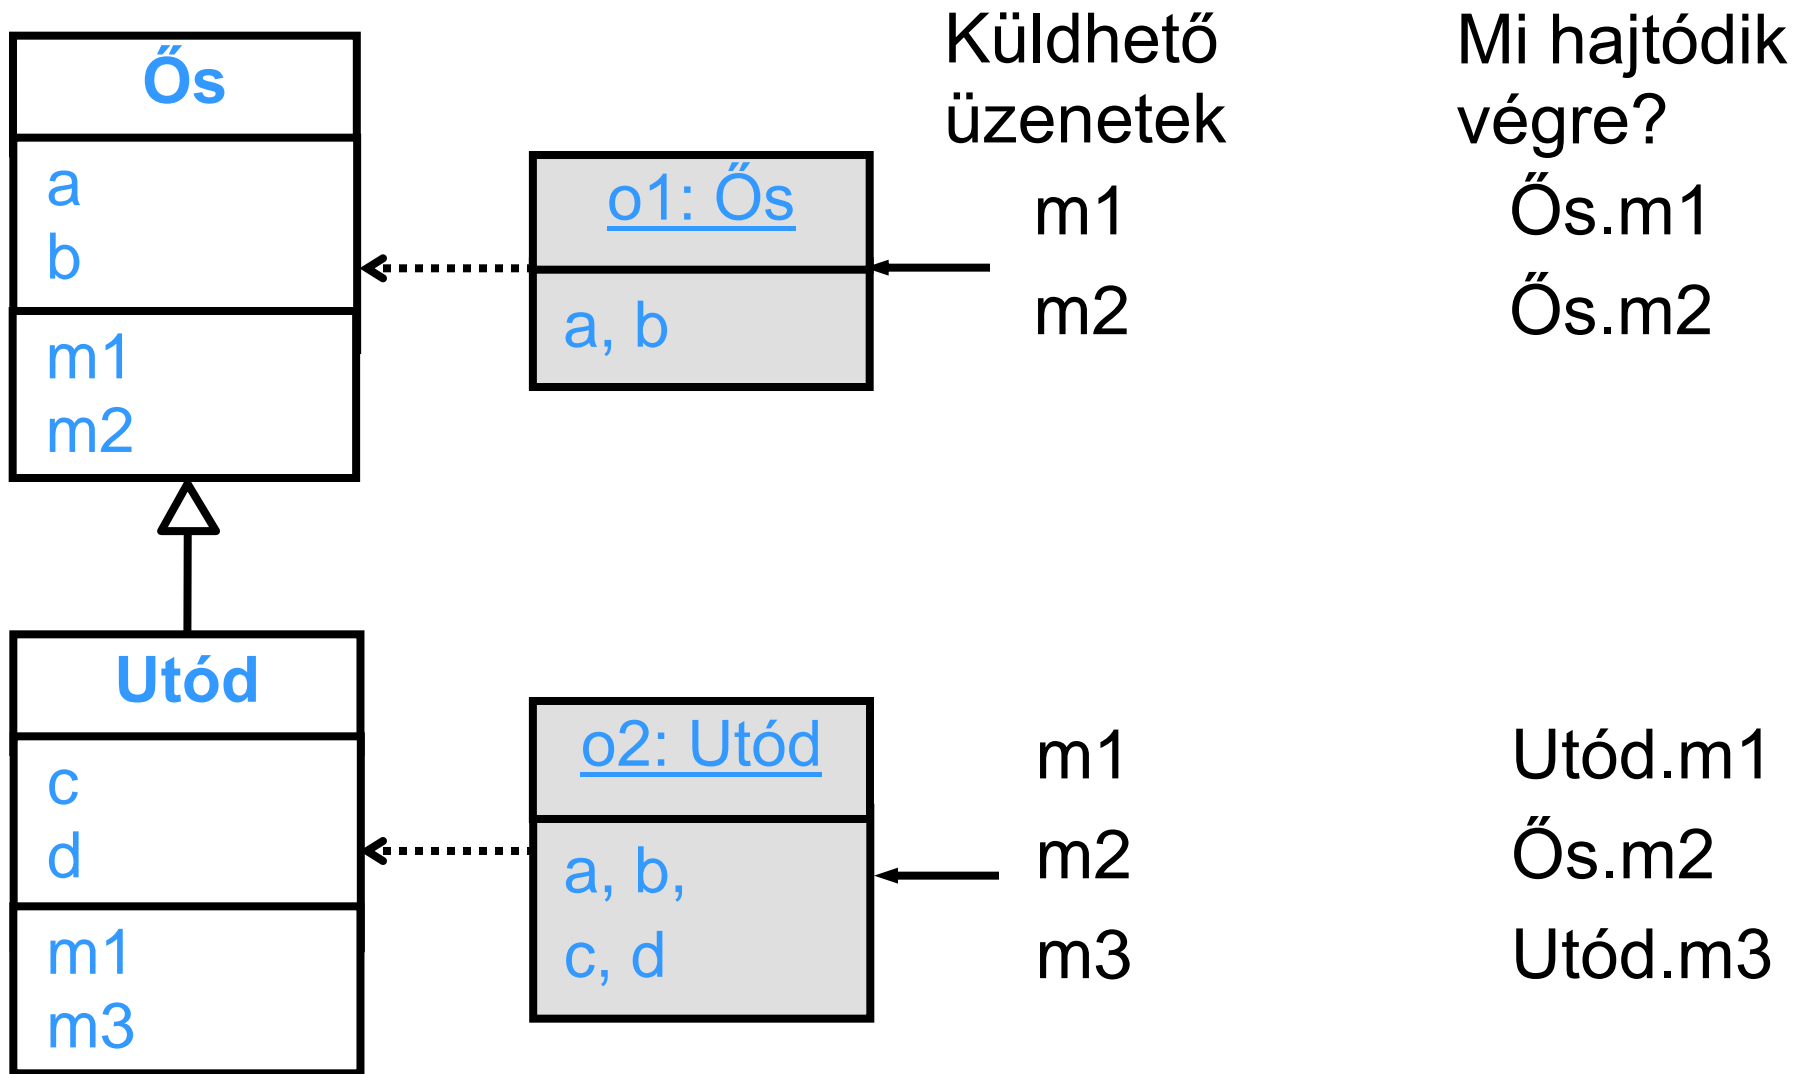 Ős
a
b
m1
m2
o1: Ős
a, b
Küldhető
üzenetek
m1
m2
Mi hajtódik
végre?
Ős.m1
Ős.m2
Utód
c
d
m1
m3
o2: Utód
a, b,
c, d
m1
m2
m3
Utód.m1
Ős.m2
Utód.m3